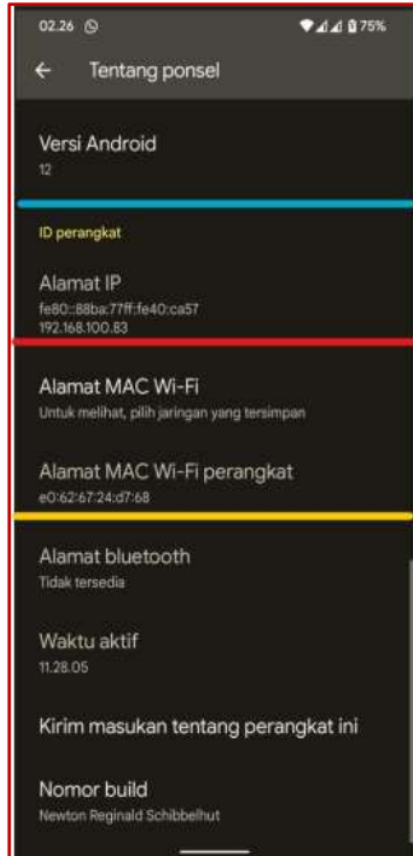 02.26 75%
Tentang ponsel
Versi Android
12
ID perangkat
Alamat IP
fe80::88ba:77ff:fe40:ca57
192.168.100.83
Alamat MAC Wi-Fi
Untuk melihat, pilih jaringan yang tersimpan
Alamat MAC Wi-Fi perangkat
e0:62:67:24:d7:68
Alamat bluetooth
Tidak tersedia
Waktu aktif
11.28.05
Kirim masukan tentang perangkat ini
Nomor build
Newton Reginald Schibbelhut